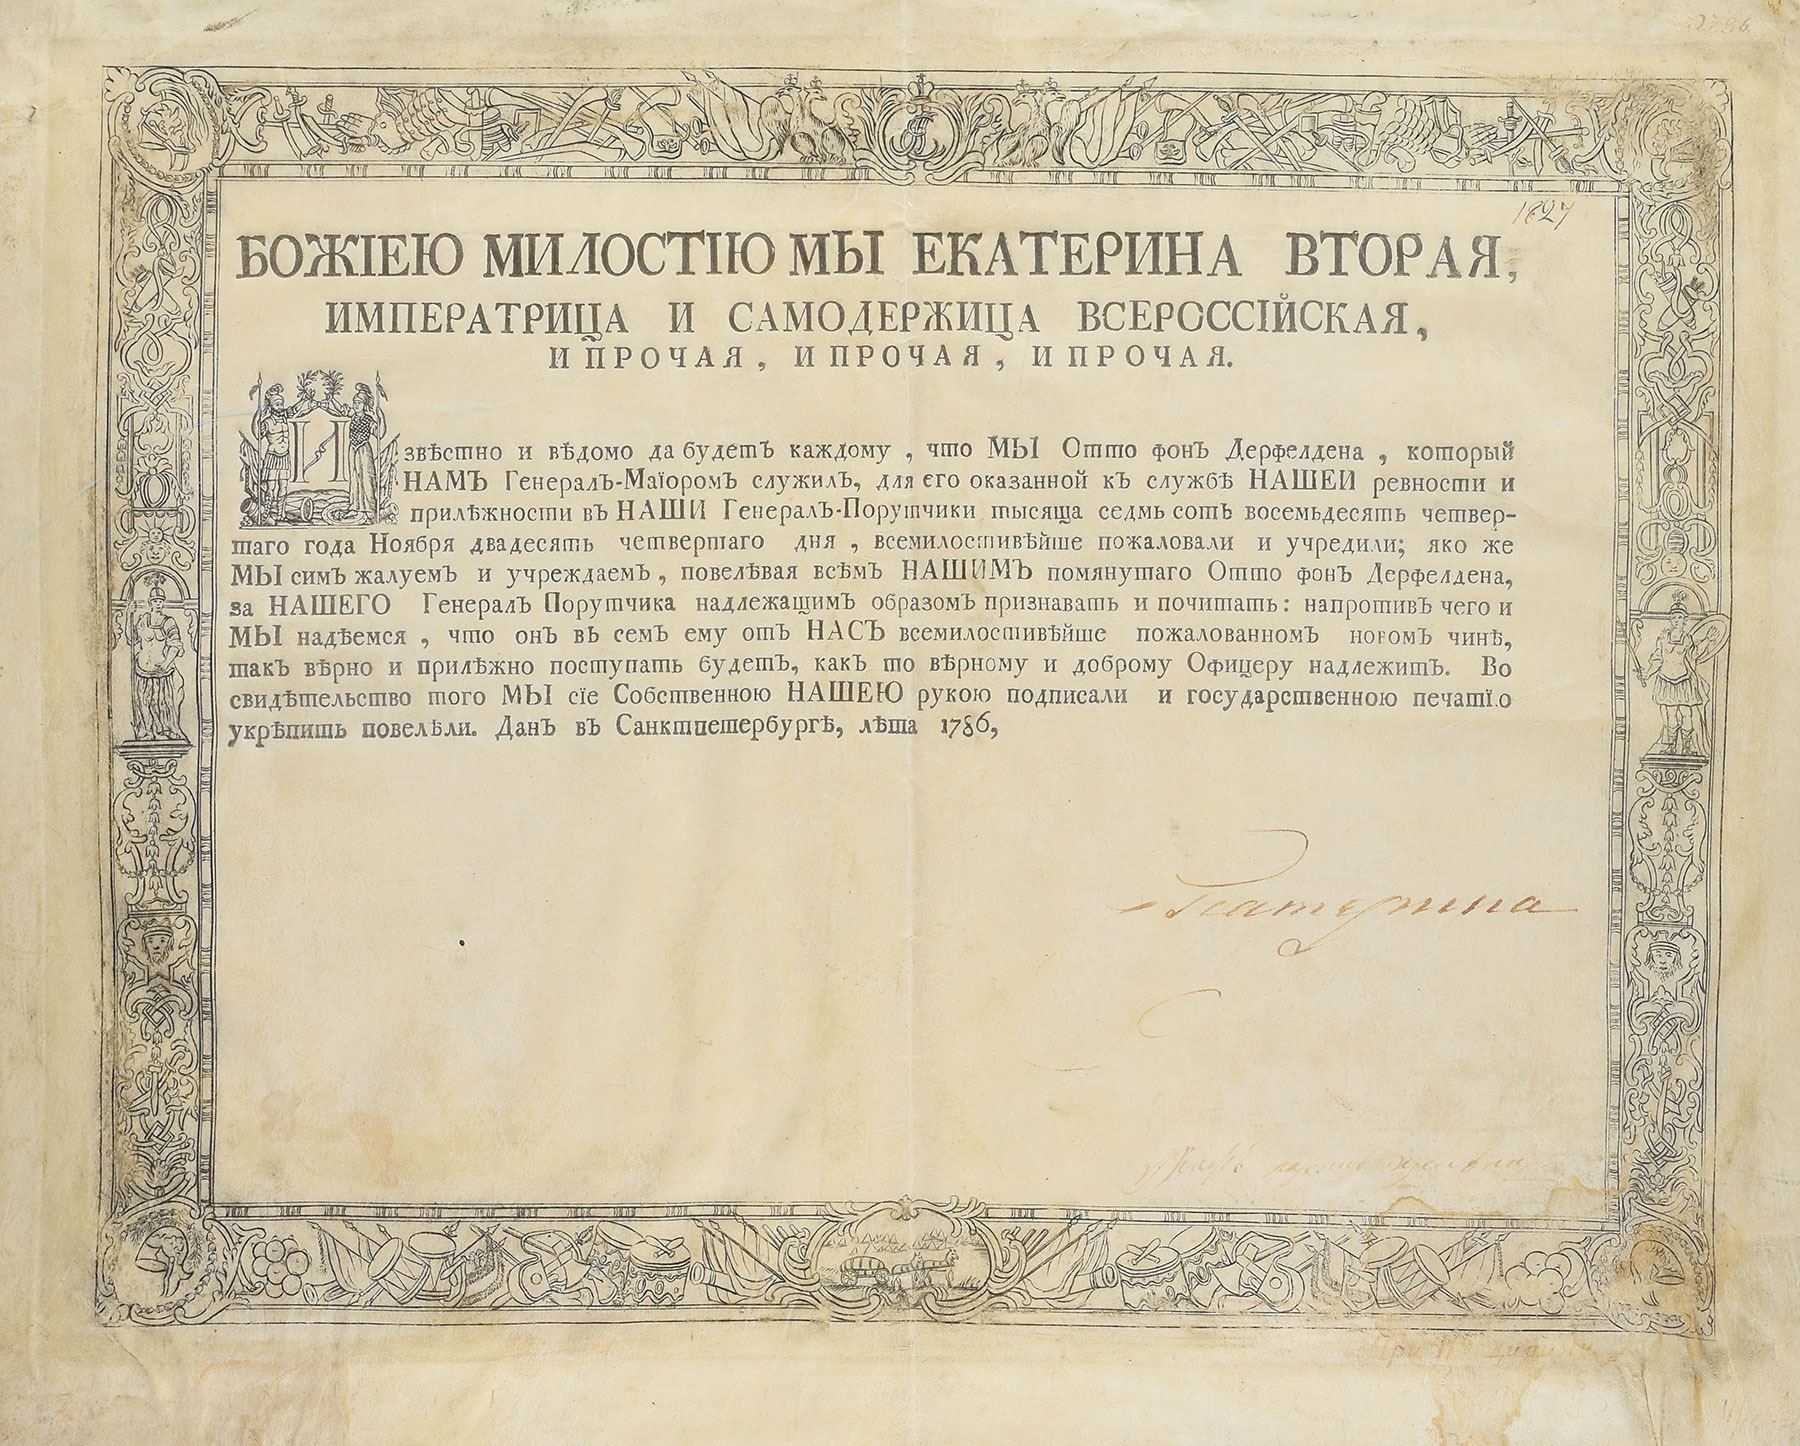 1827
БОЖІЕЮ МИЛОСТІЮ МЫ ЕКАТЕРИНА ВТОРАЯ,
ИМПЕРАТРИЦА И САМОДЕРЖИЦА ВСЕРОССІЙСКАЯ,
И ПРОЧАЯ, И ПРОЧАЯ, И ПРОЧАЯ.
Извѣстно и вѣдомо да будетъ каждому, что МЫ Отто фонъ Дерфелдена, который
НАМЪ Генералъ-Маіоромъ служилъ, для его оказанной къ службѣ НАШЕЙ ревности и
прилѣжности въ НАШИ Генералъ-Порутчики тысяща седмь сотъ восемьдесять четвер-
таго года Ноября двадесять четвертаго дня, всемилостивѣйше пожаловали и учредили; яко же
МЫ симъ жалуемъ и учреждаемъ, повелѣвая всѣмъ НАШИМЪ помянутаго Отто фонъ Дерфелдена,
за НАШЕГО Генералъ Порутчика надлежащимъ образомъ признавать и почитать: напротивъ чего и
МЫ надѣемся, что онъ въ семъ ему отъ НАСЪ всемилостивѣйше пожалованномъ новомъ чинѣ,
такъ вѣрно и прилѣжно поступать будетъ, какъ то вѣрному и доброму Офицеру надлежитъ. Во
свидѣтельство того МЫ сіе Собственною НАШЕЮ рукою подписали и государственною печатію
укрѣпить повелѣли. Данъ въ Санктпетербургѣ, лѣта 1786,
Екатерина